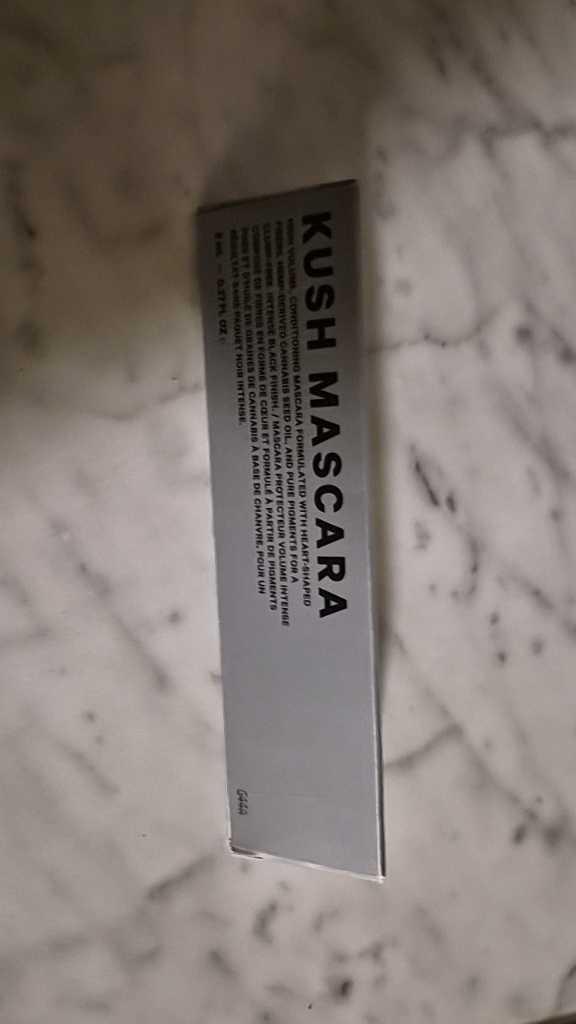 KUSH MASCARA
HIGH VOLUME, CONDITIONING MASCARA FORMULATED WITH HEART-SHAPED
FIBERS, HEMP-DERIVED CANNABIS SEED OIL, AND PURE PIGMENTS FOR A
CLUMP-FREE, INTENSE BLACK FINISH. / MASCARA PROTECTEUR VOLUME INTENSE
COMPOSÉ DE FIBRES EN FORME DE CŒUR ET FORMULÉ À PARTIR DE PIGMENTS
PURS ET D'HUILE DE GRAINES DE CANNABIS À BASE DE CHANVRE, POUR UN
RÉSULTAT SANS PAQUET NOIR INTENSE.
8 ML — 0.27 FL OZ
G44A